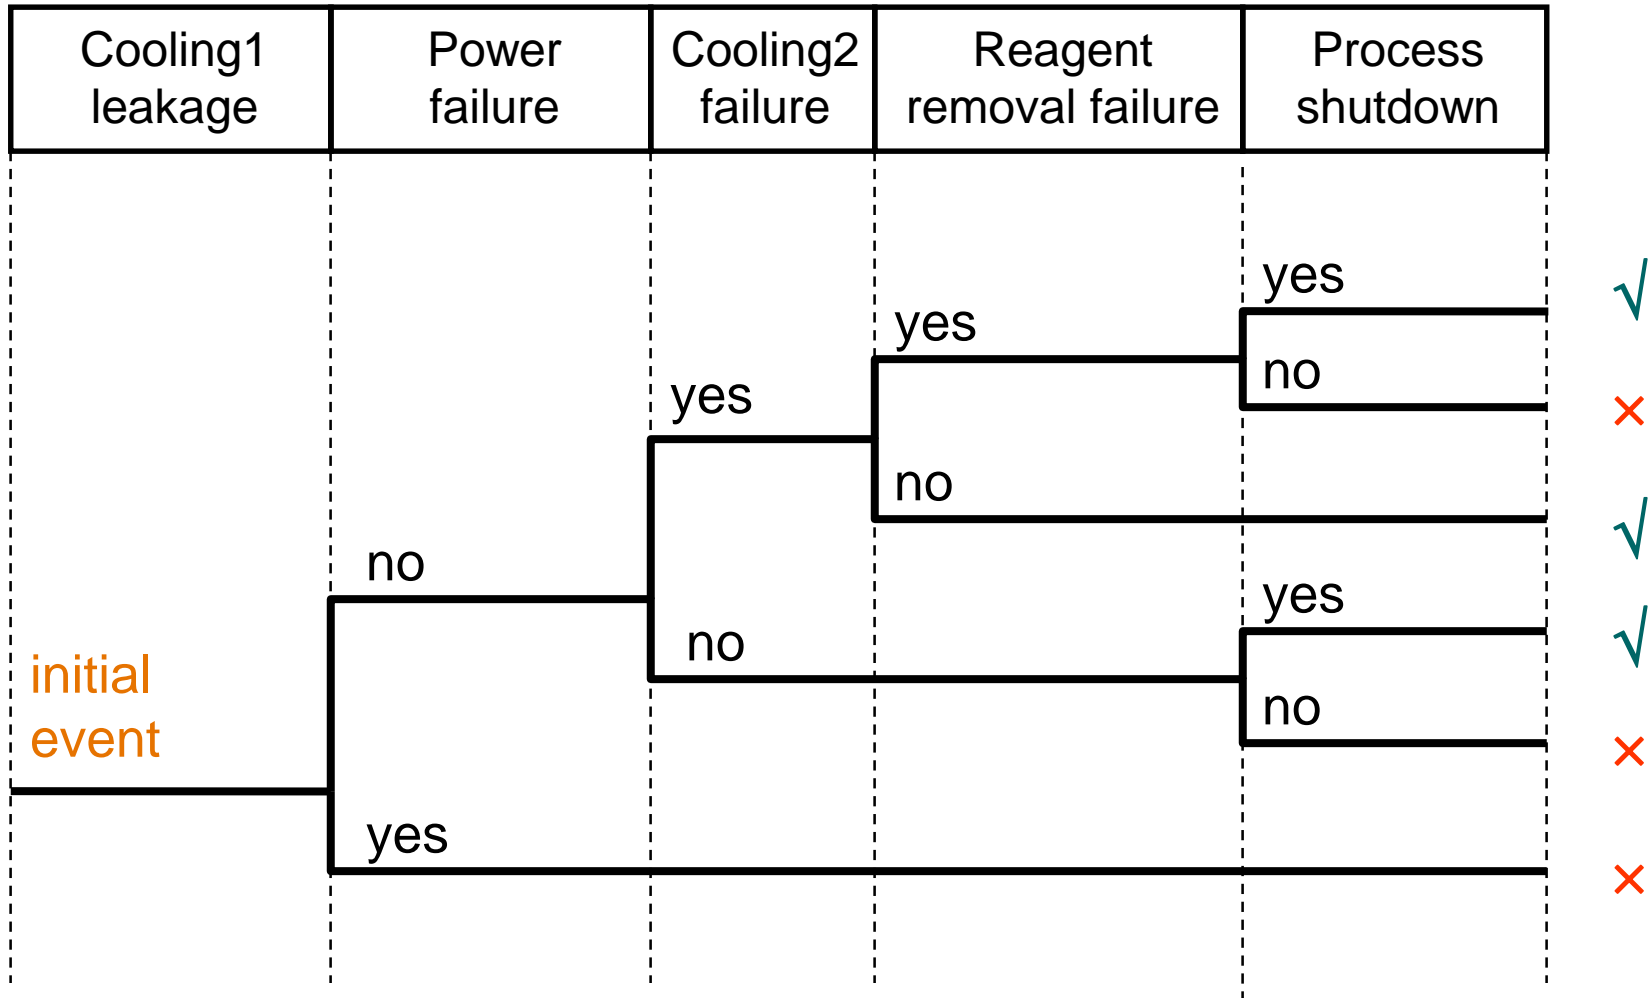 Cooling1
leakage
Power
failure
Cooling2
failure
Reagent
removal failure
Process
shutdown
yes
√
yes
no
×
yes
no
√
no
yes
√
no
initial
event
no
×
yes
×